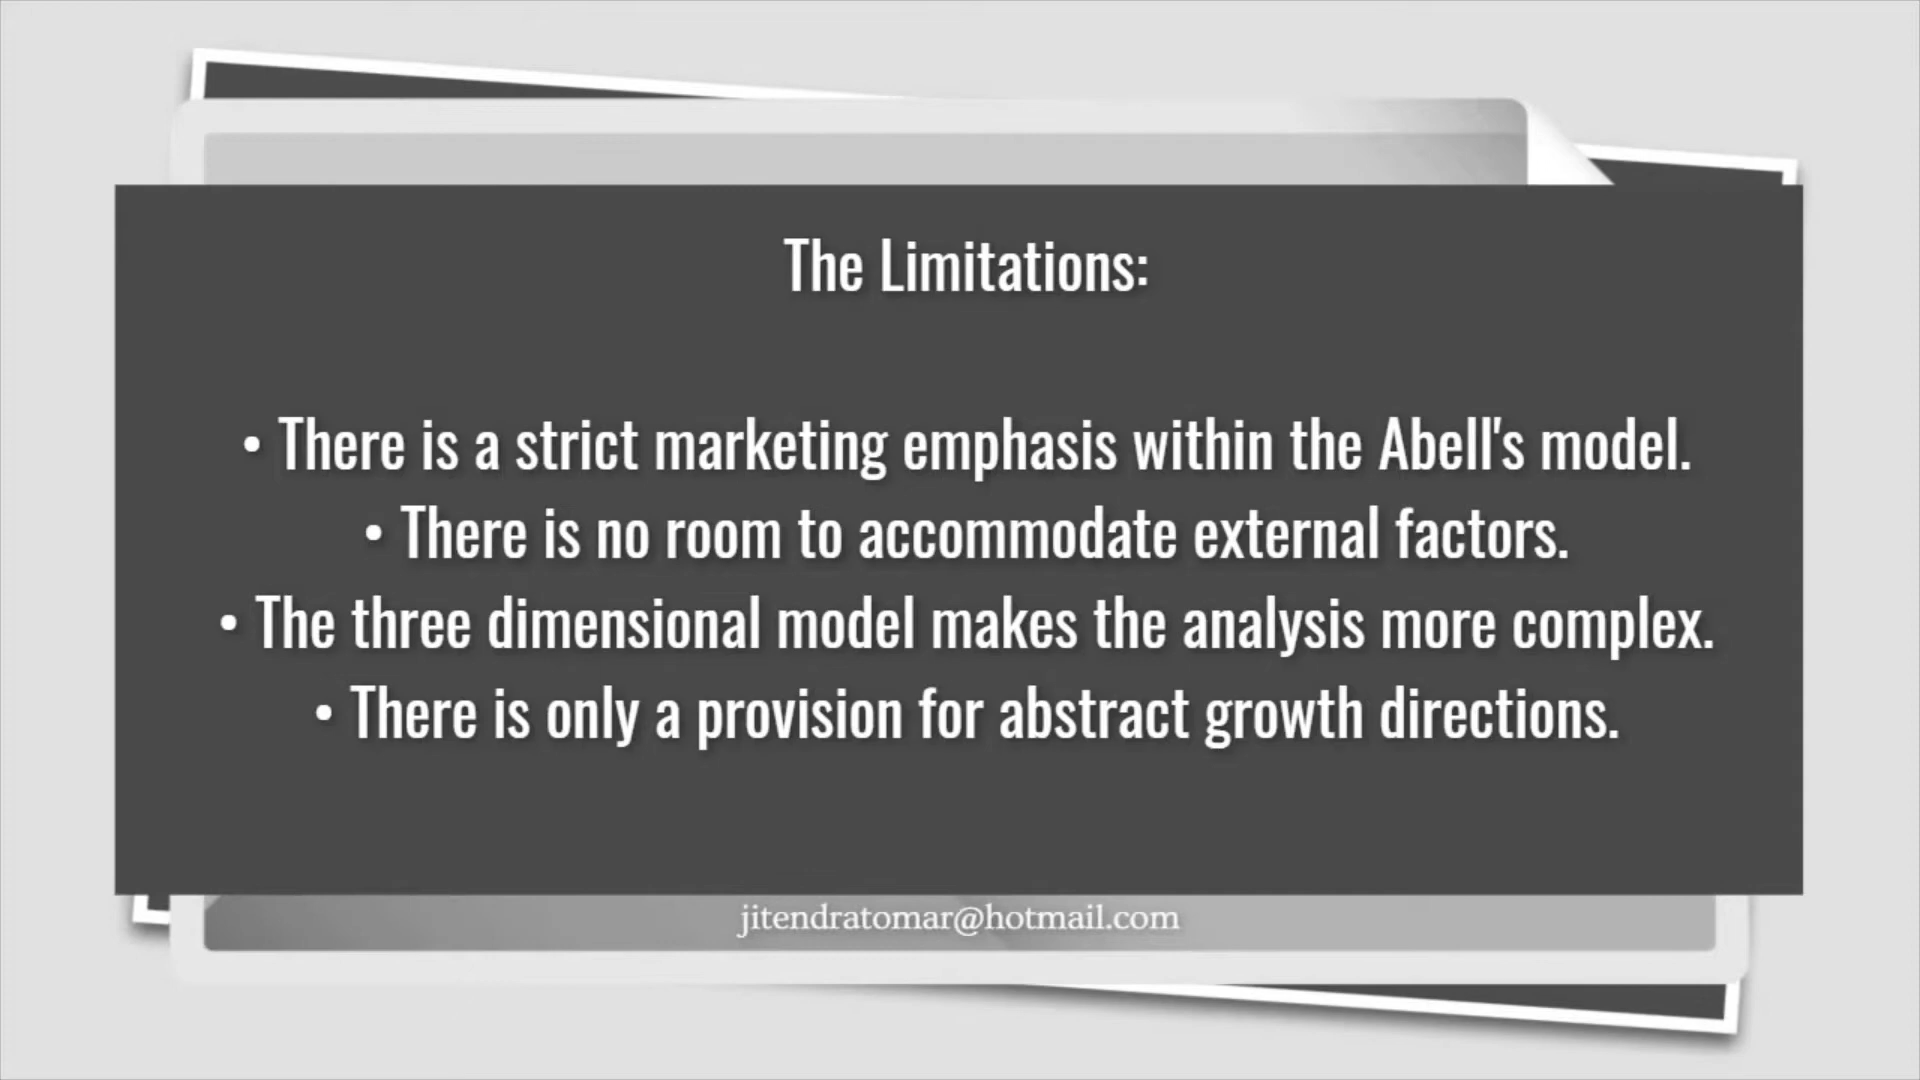 The Limitations:
• There is a strict marketing emphasis within the Abell's model.
• There is no room to accommodate external factors.
• The three dimensional model makes the analysis more complex.
• There is only a provision for abstract growth directions.
jitendratomar@hotmail.com